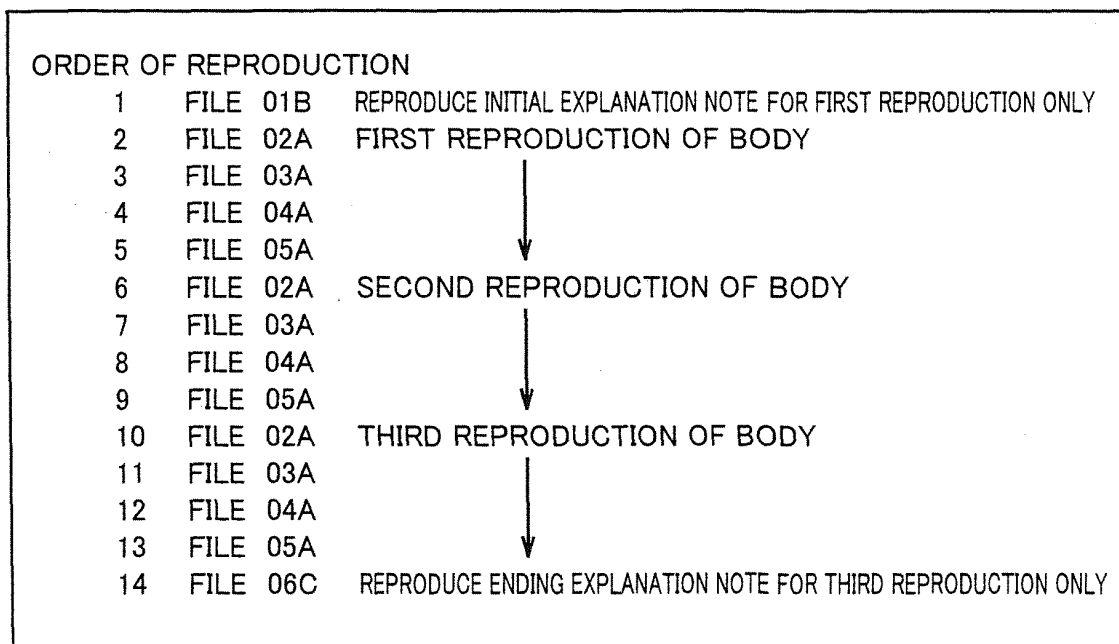 ORDER OF REPRODUCTION
1 FILE 01B REPRODUCE INITIAL EXPLANATION NOTE FOR FIRST REPRODUCTION ONLY
2 FILE 02A FIRST REPRODUCTION OF BODY
3 FILE 03A
4 FILE 04A
5 FILE 05A
6 FILE 02A SECOND REPRODUCTION OF BODY
7 FILE 03A
8 FILE 04A
9 FILE 05A
10 FILE 02A THIRD REPRODUCTION OF BODY
11 FILE 03A
12 FILE 04A
13 FILE 05A
14 FILE 06C REPRODUCE ENDING EXPLANATION NOTE FOR THIRD REPRODUCTION ONLY